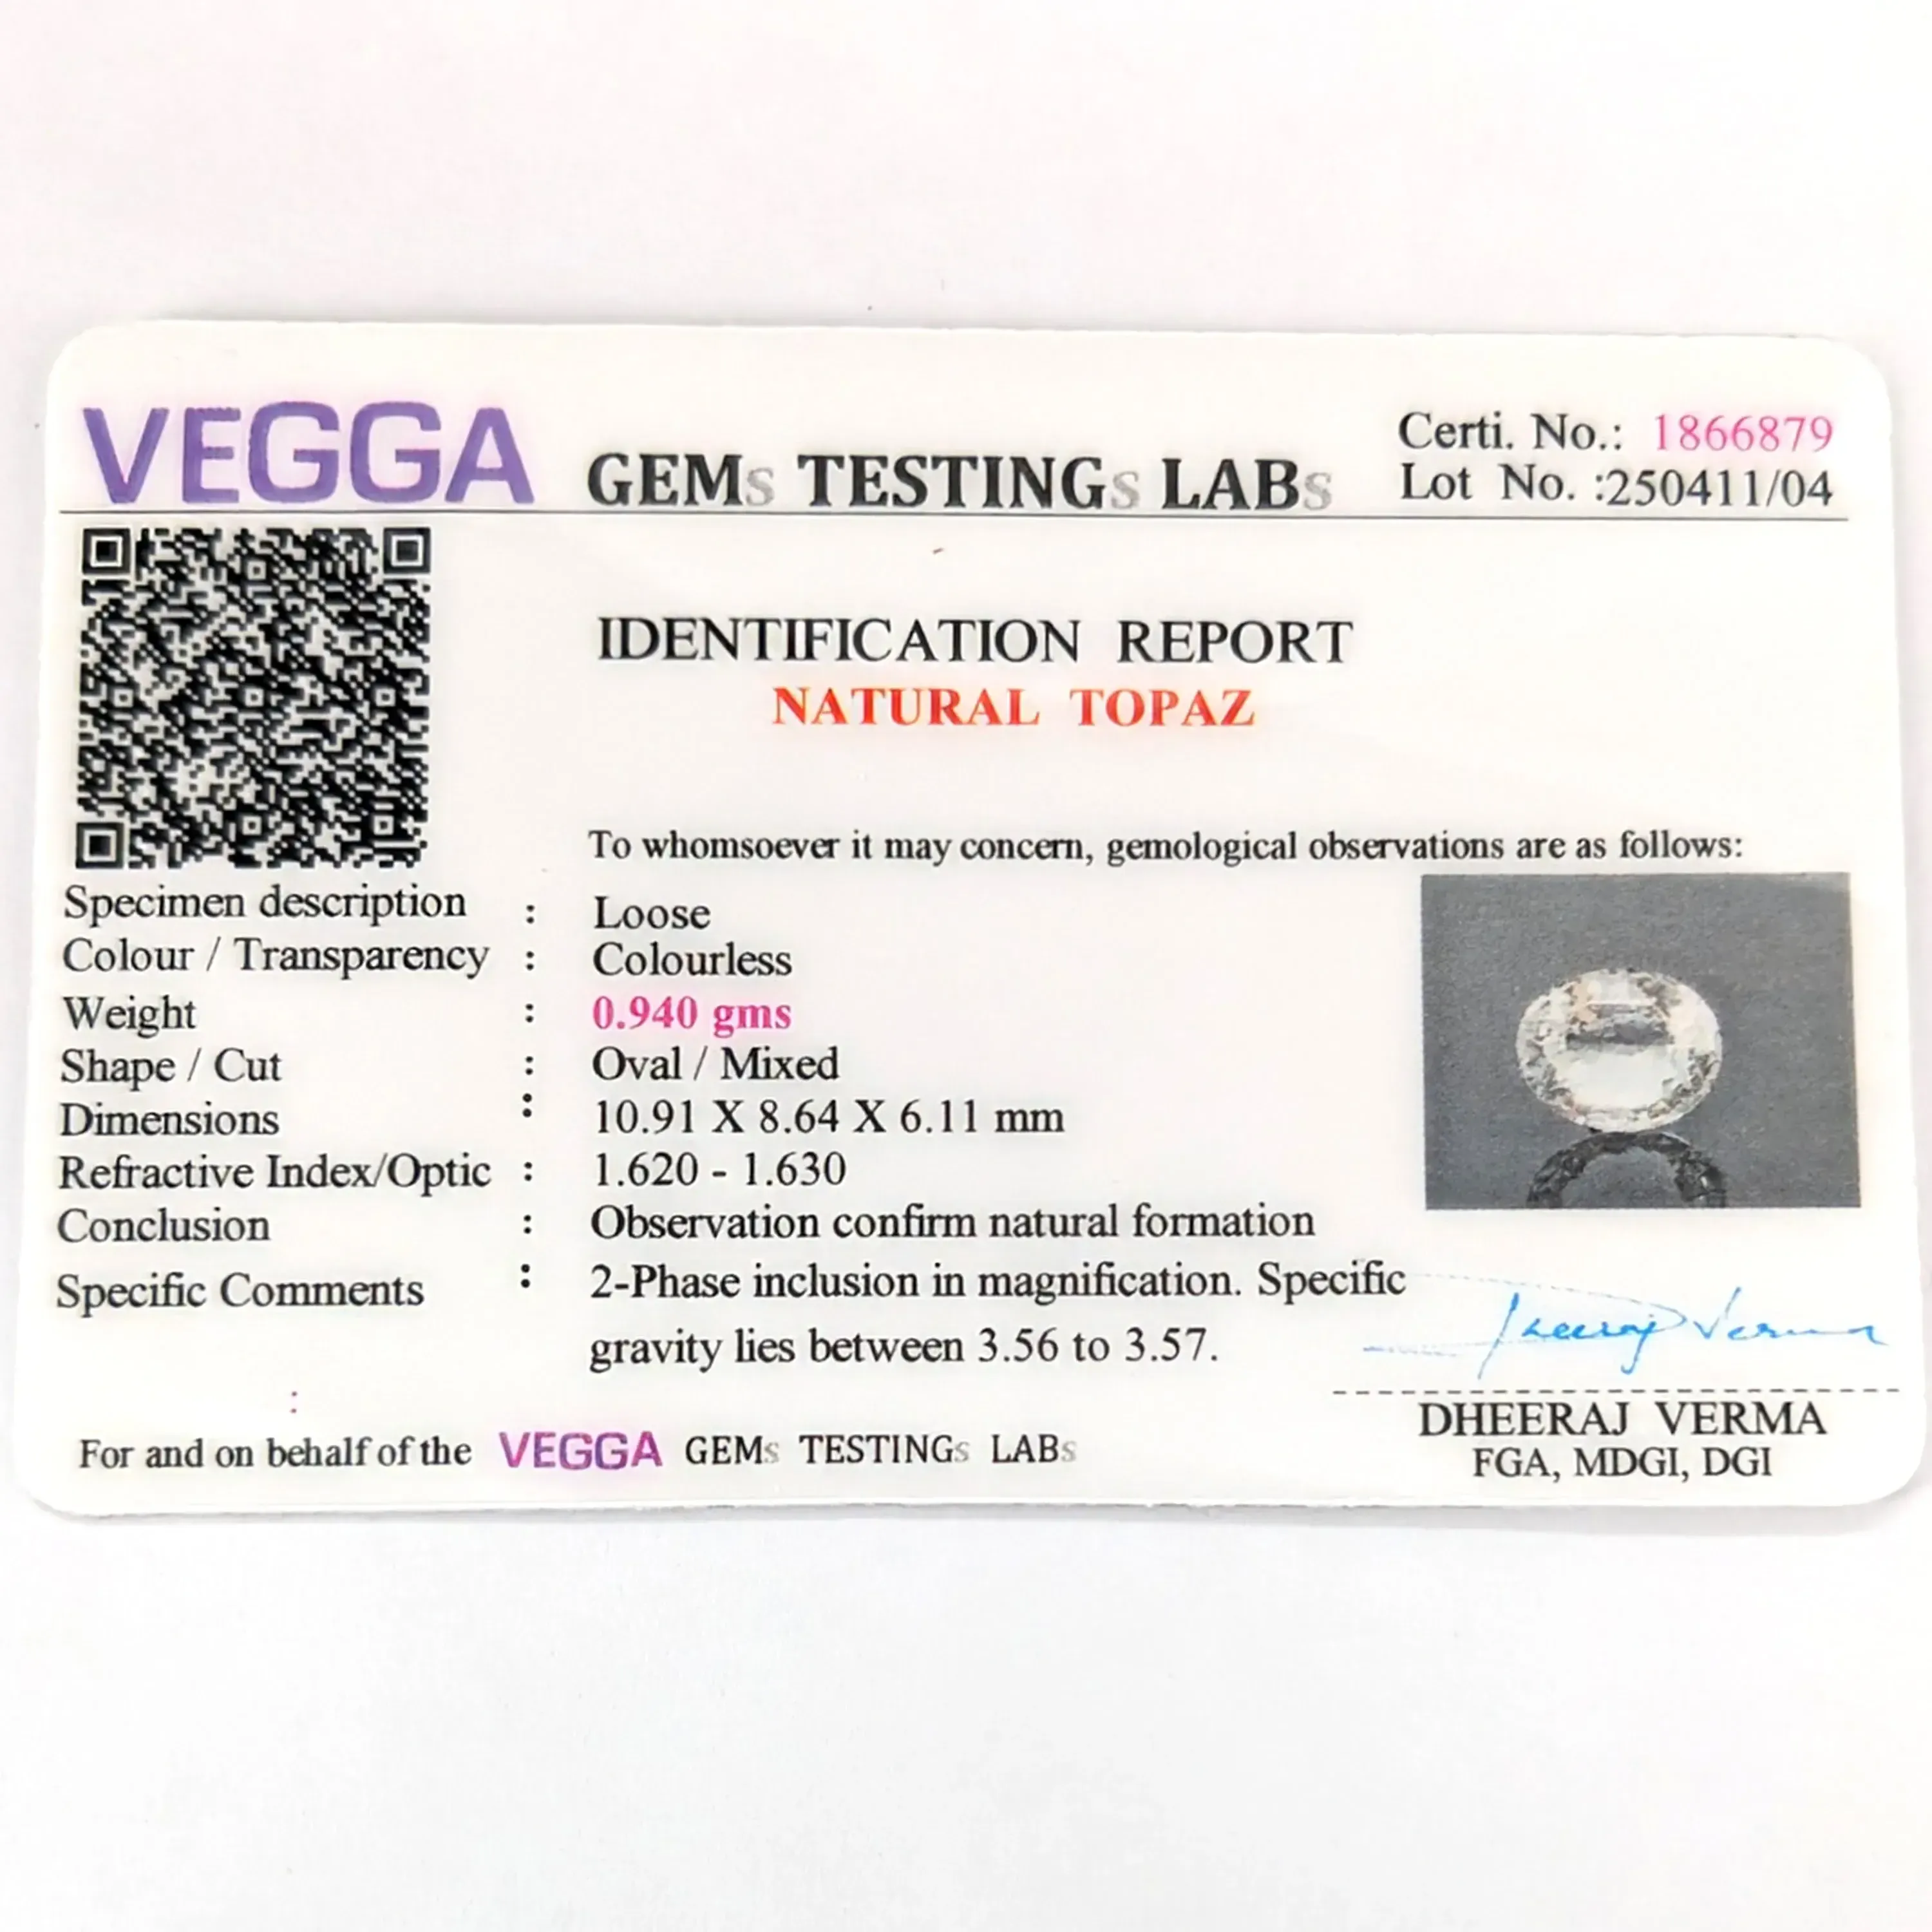 VEGGA GEMs TESTINGs LABs
Certi. No.: 1866879
Lot No. :250411/04
IDENTIFICATION REPORT
NATURAL TOPAZ
To whomsoever it may concern, gemological observations are as follows:
Specimen description : Loose
Colour / Transparency : Colourless
Weight : 0.940 gms
Shape / Cut : Oval / Mixed
Dimensions : 10.91 X 8.64 X 6.11 mm
Refractive Index/Optic : 1.620 - 1.630
Conclusion : Observation confirm natural formation
Specific Comments : 2-Phase inclusion in magnification. Specific
gravity lies between 3.56 to 3.57.
:
Dheeraj Verma
DHEERAJ VERMA
FGA, MDGI, DGI
For and on behalf of the VEGGA GEMs TESTINGs LABs